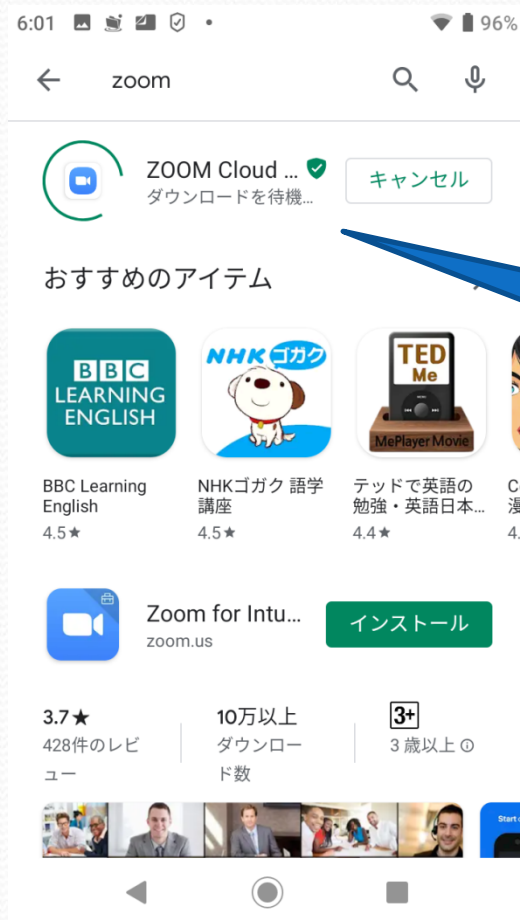 6:01
96%
zoom
ZOOM Cloud ...
ダウンロードを待機...
キャンセル
おすすめのアイテム
BBC
LEARNING
ENGLISH
NHK ゴガク
TED
Me
MENU
MePlayer Movie
BBC Learning
English
4.5★
NHKゴガク 語学
講座
4.5★
テッドで英語の
勉強・英語日本...
4.4★
C
漫
4.
Zoom for Intu...
zoom.us
インストール
3.7★
428件のレビ
ュー
10万以上
ダウンロー
ド数
3+
3 歳以上
Start